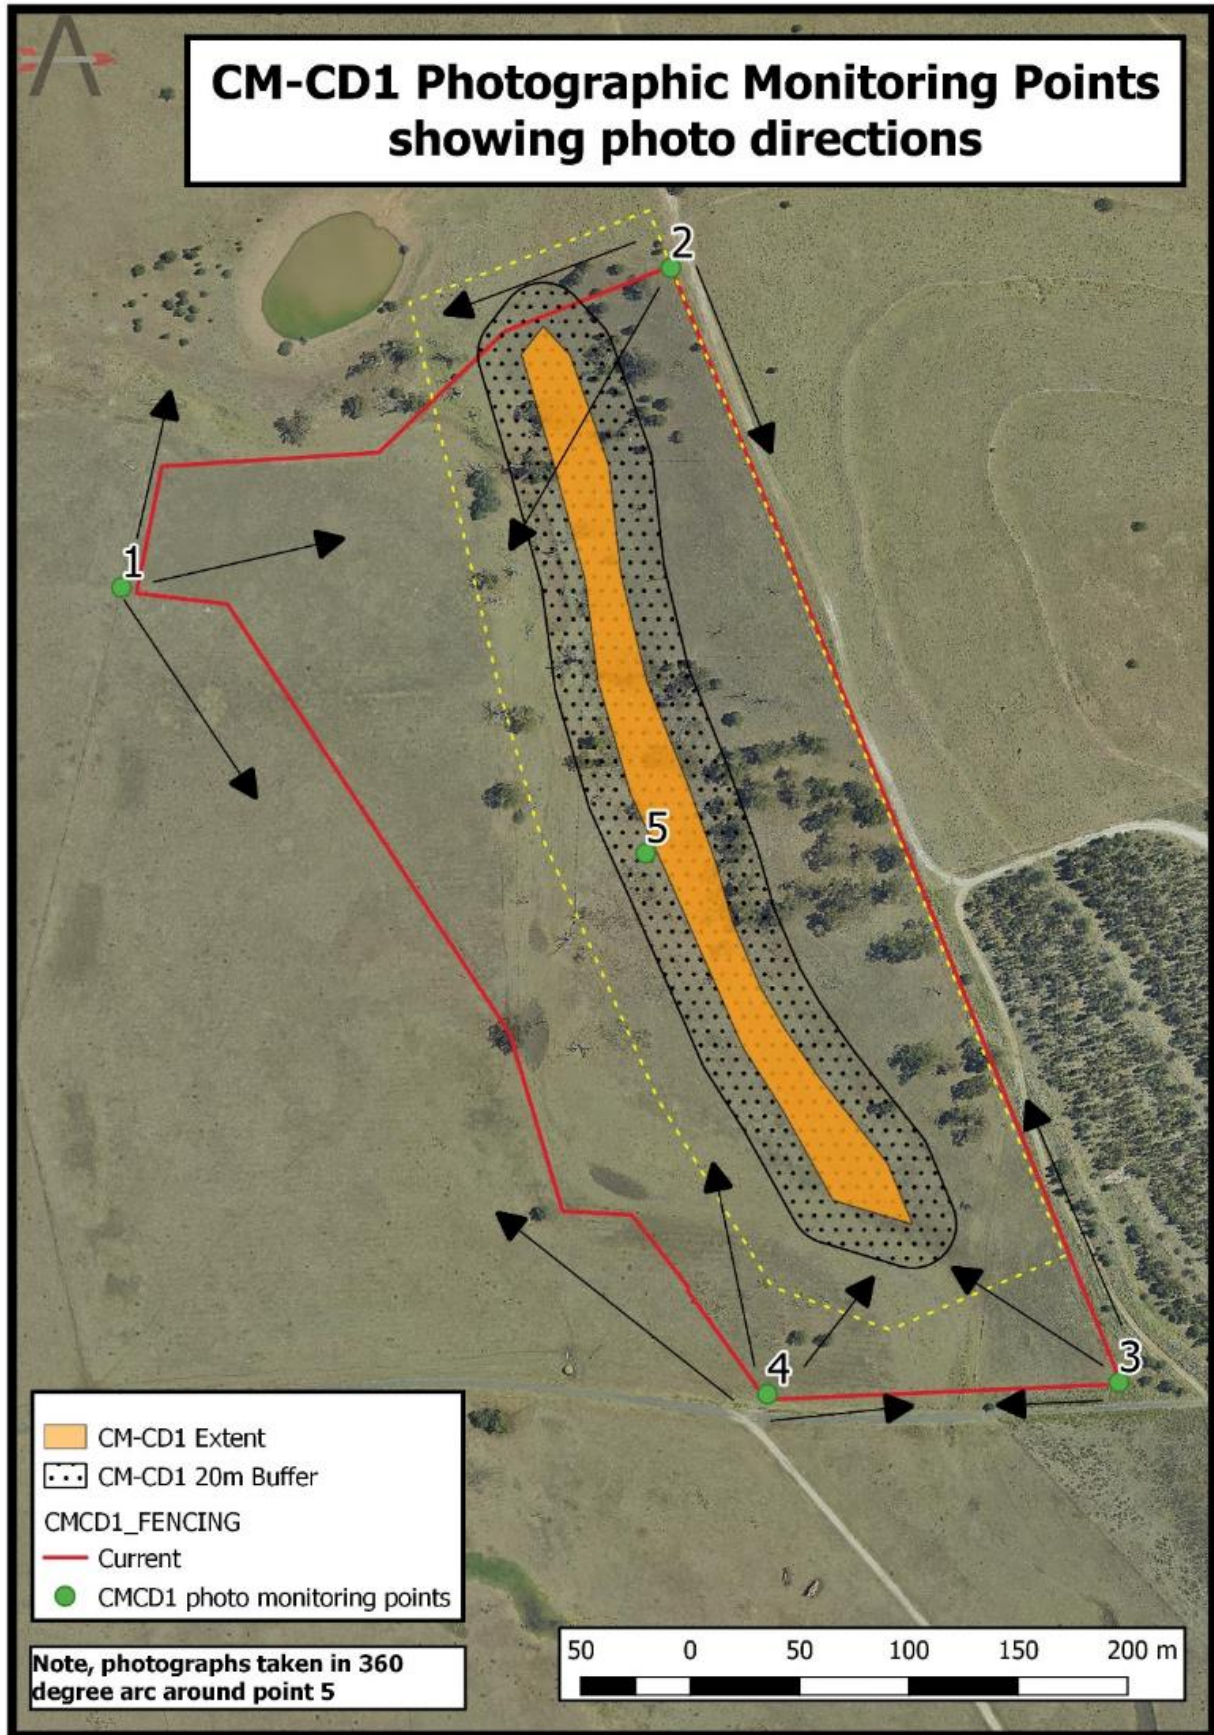 CM-CD1 Photographic Monitoring Points
showing photo directions
2
1
5
4
3
CM-CD1 Extent
CM-CD1 20m Buffer
CMCD1_FENCING
Current
CMCD1 photo monitoring points
Note, photographs taken in 360
degree arc around point 5
50 0 50 100 150 200 m